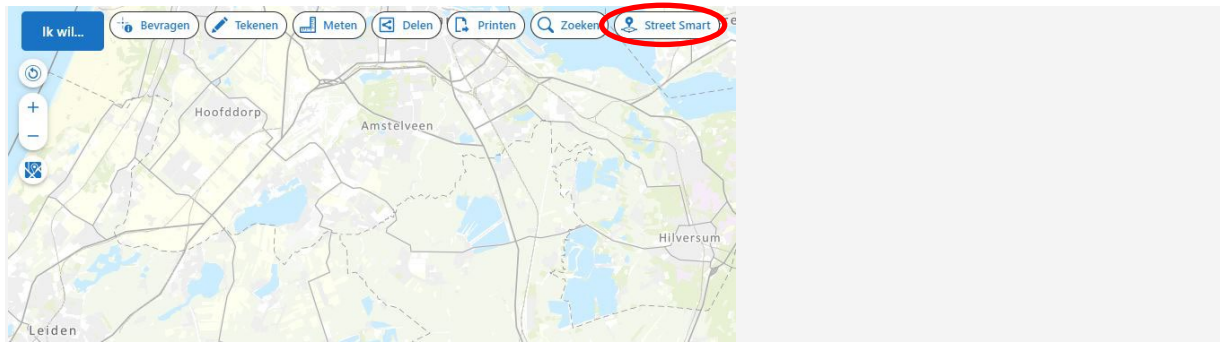 Ik wil...
Bevragen
Tekenen
Meten
Delen
Printen
Zoeken
Street Smart
Hoofddorp
Amstelveen
Hilversum
Leiden